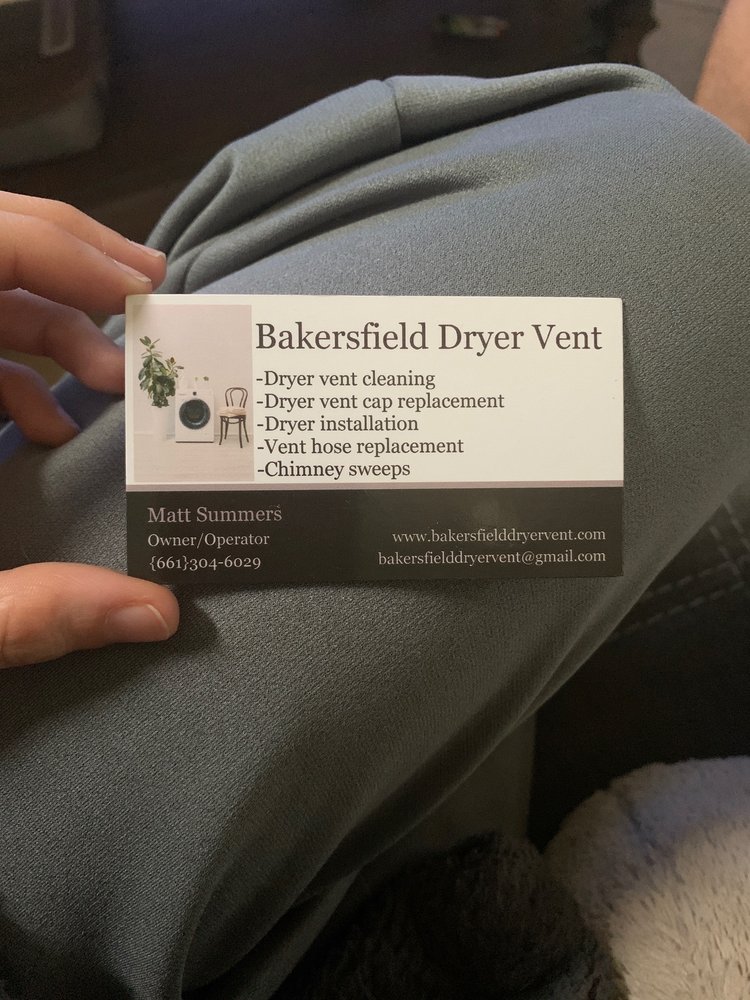 Bakersfield Dryer Vent
-Dryer vent cleaning
-Dryer vent cap replacement
-Dryer installation
-Vent hose replacement
-Chimney sweeps
Matt Summers
Owner/Operator
{661)304-6029
www.bakersfielddryervent.com
bakersfielddryervent@gmail.com